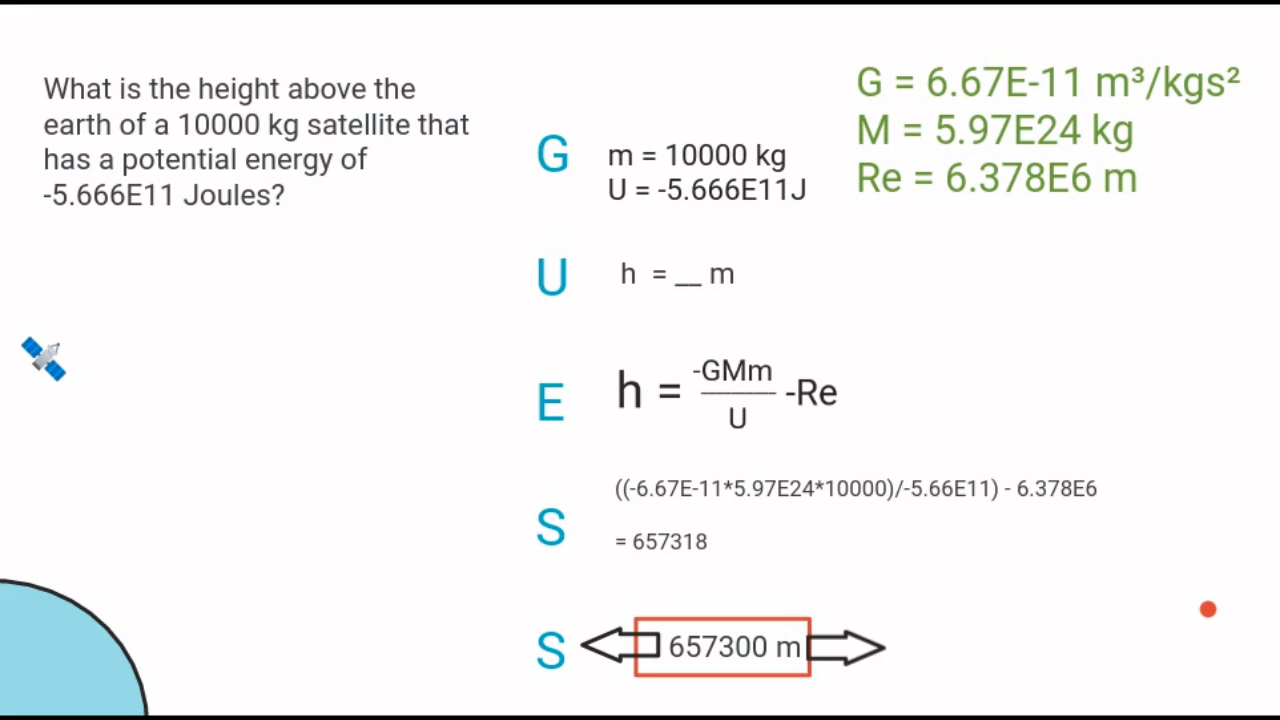 What is the height above the
earth of a 10000 kg satellite that
has a potential energy of
-5.666E11 Joules?
G = 6.67E-11 m³/kgs²
M = 5.97E24 kg
Re = 6.378E6 m
G
m = 10000 kg
U = -5.666E11J
U
h = __ m
E
h = -GMm
U
-Re
S
((-6.67E-11*5.97E24*10000)/-5.66E11) - 6.378E6
= 657318
S
657300 m